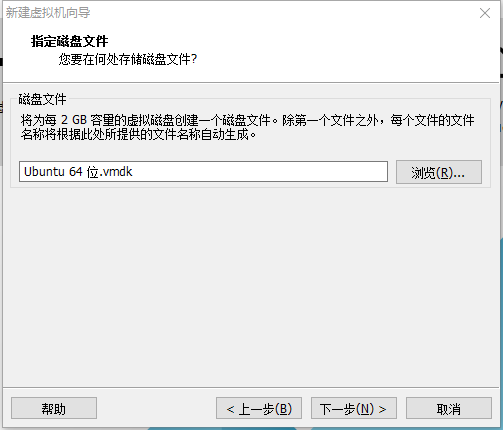 新建虚拟机向导
指定磁盘文件
您要在何处存储磁盘文件?
磁盘文件
将为每 2 GB 容量的虚拟磁盘创建一个磁盘文件。除第一个文件之外，每个文件的文件
名称将根据此处所提供的文件名称自动生成。
Ubuntu 64 位.vmdk
浏览(R)...
帮助
< 上一步(B)
下一步(N) >
取消